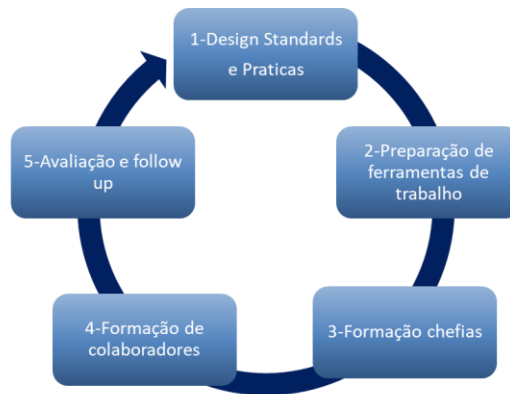 1-Design Standards
e Praticas
2-Preparação de
ferramentas de
trabalho
3-Formação chefias
4-Formação de
colaboradores
5-Avaliação e follow
up